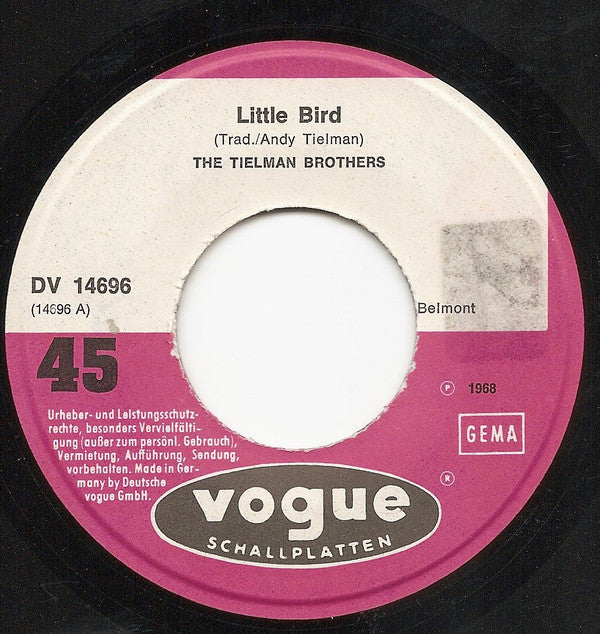 Little Bird
(Trad./Andy Tielman)
THE TIELMAN BROTHERS
DV 14696
(14696 A)
Belmont
45
℗ 1968
GEMA
Urheber- und Leistungsschutz-
rechte, besonders Vervielfälti-
gung (außer zum persönl. Gebrauch),
Vermietung, Aufführung, Sendung,
vorbehalten. Made in Ger-
many by Deutsche
vogue GmbH.
®
vogue
SCHALLPLATTEN